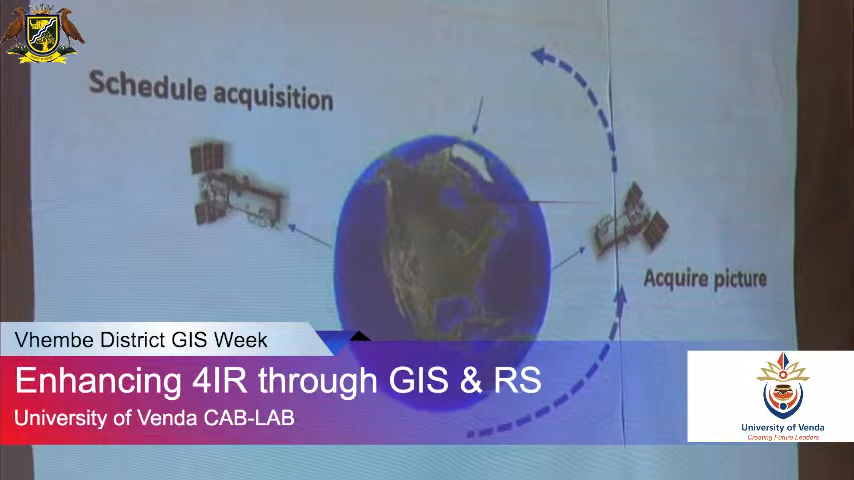 Schedule acquisition
Acquire picture
Vhembe District GIS Week
Enhancing 4IR through GIS & RS
University of Venda CAB-LAB
University of Venda
Creating Future Leaders